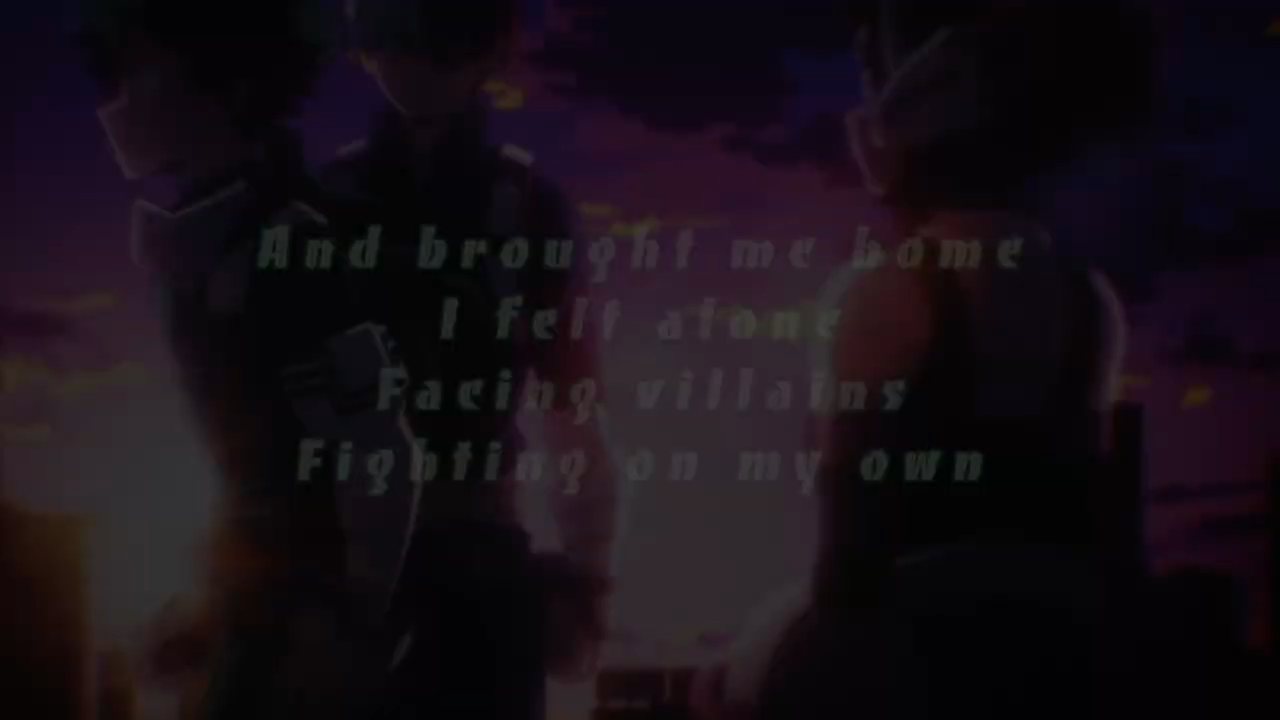 And brought me home
I felt alone
Facing villains
Fighting on my own